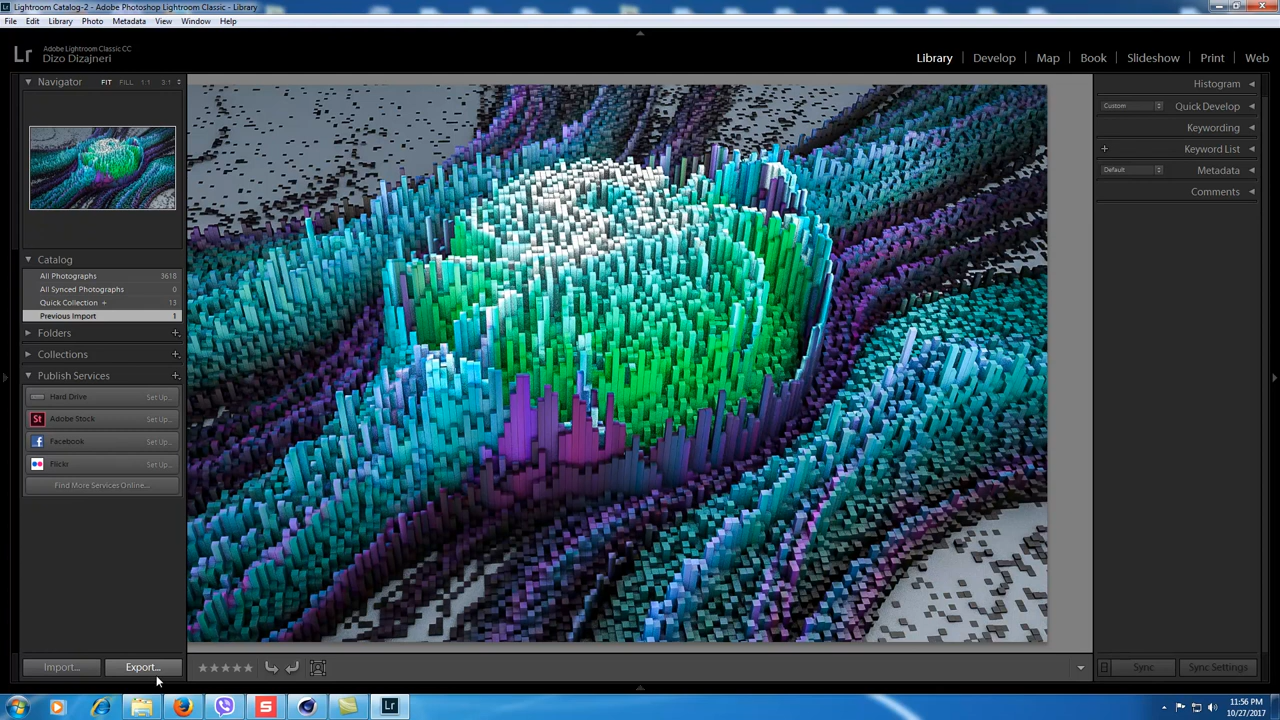 Lightroom Catalog-2 - Adobe Photoshop Lightroom Classic - Library
File Edit Library Photo Metadata View Window Help
Lr Adobe Lightroom Classic CC
Dizo Dizajneri
Library | Develop | Map | Book | Slideshow | Print | Web
Navigator FIT FILL 1:1 3:1
Catalog
All Photographs 3618
All Synced Photographs 0
Quick Collection + 13
Previous Import 1
Folders +
Collections +
Publish Services +
Hard Drive Set Up...
St Adobe Stock Set Up...
Facebook Set Up...
Flickr Set Up...
Find More Services Online...
Import... Export...
Histogram
Custom Quick Develop
Keywording
+ Keyword List
Default Metadata
Comments
Sync Sync Settings
S Lr
11:56 PM
10/27/2017